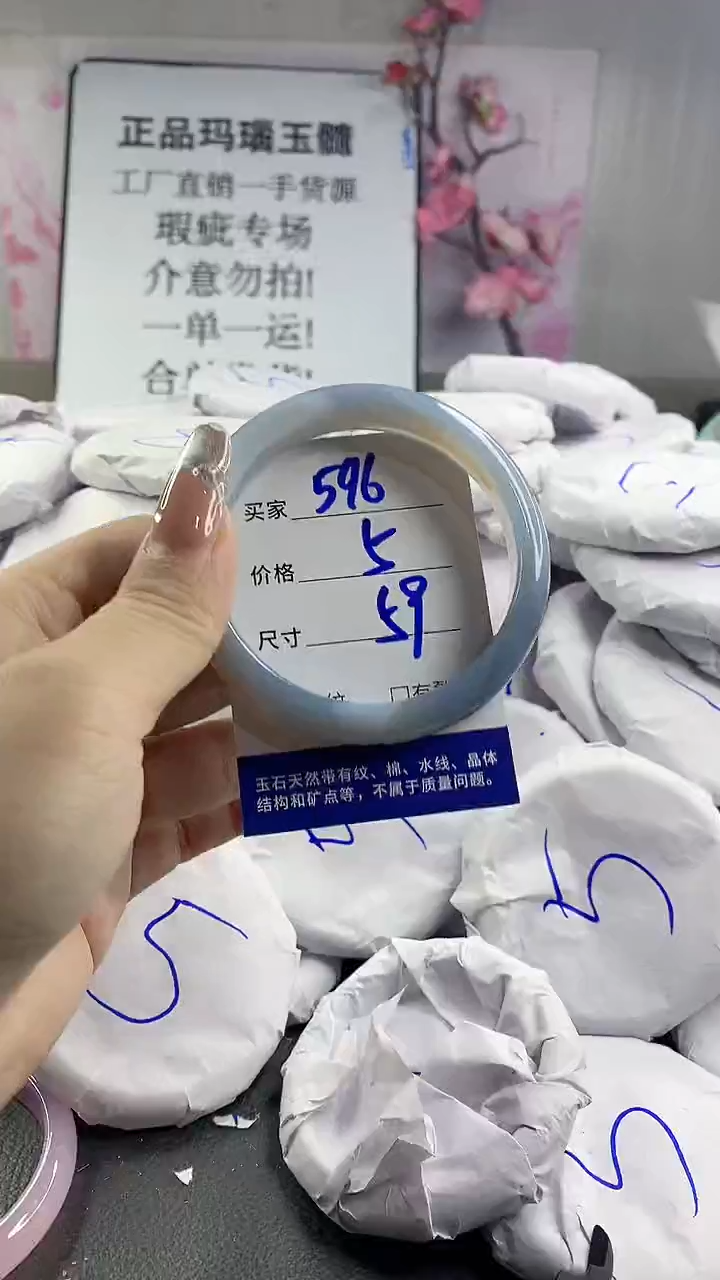 正品玛瑙玉髓
工厂直销一手货源
瑕疵专场
介意勿拍!
一单一运!
买家 596
价格 5
尺寸 59
玉石天然带有纹、棉、水线、晶体
结构和矿点等，不属于质量问题。
5
5
5